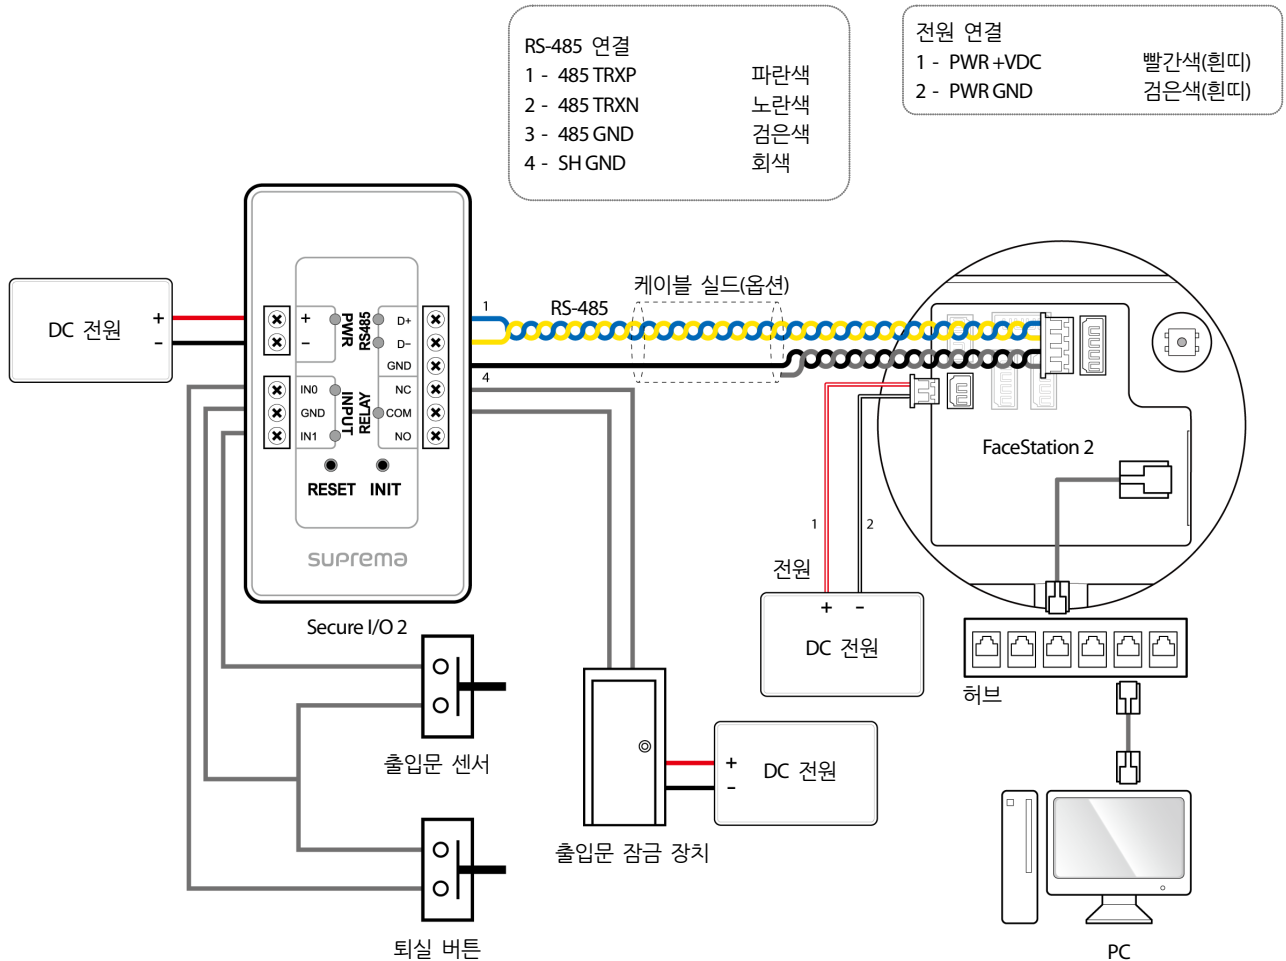 RS-485 연결
1 - 485 TRXP 파란색
2 - 485 TRXN 노란색
3 - 485 GND 검은색
4 - SH GND 회색
전원 연결
1 - PWR +VDC 빨간색(흰띠)
2 - PWR GND 검은색(흰띠)
DC 전원
+
-
+
-
PWR
RS485
D+
D-
GND
IN0
GND
IN1
INPUT
RELAY
NC
COM
NO
RESET INIT
suprema
Secure I/O 2
1
4
RS-485
케이블 실드(옵션)
FaceStation 2
1
2
전원
+ -
DC 전원
허브
출입문 센서
퇴실 버튼
출입문 잠금 장치
+
-
DC 전원
PC